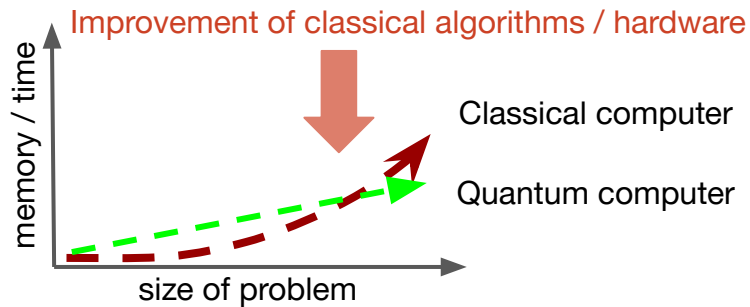 Improvement of classical algorithms / hardware
memory / time
Classical computer
Quantum computer
size of problem